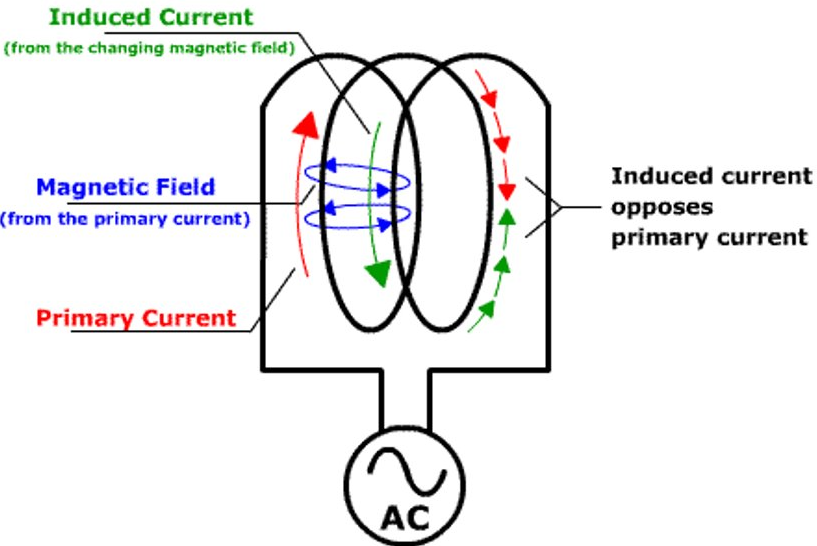 Induced Current
(from the changing magnetic field)
Magnetic Field
(from the primary current)
Primary Current
Induced current
opposes
primary current
AC